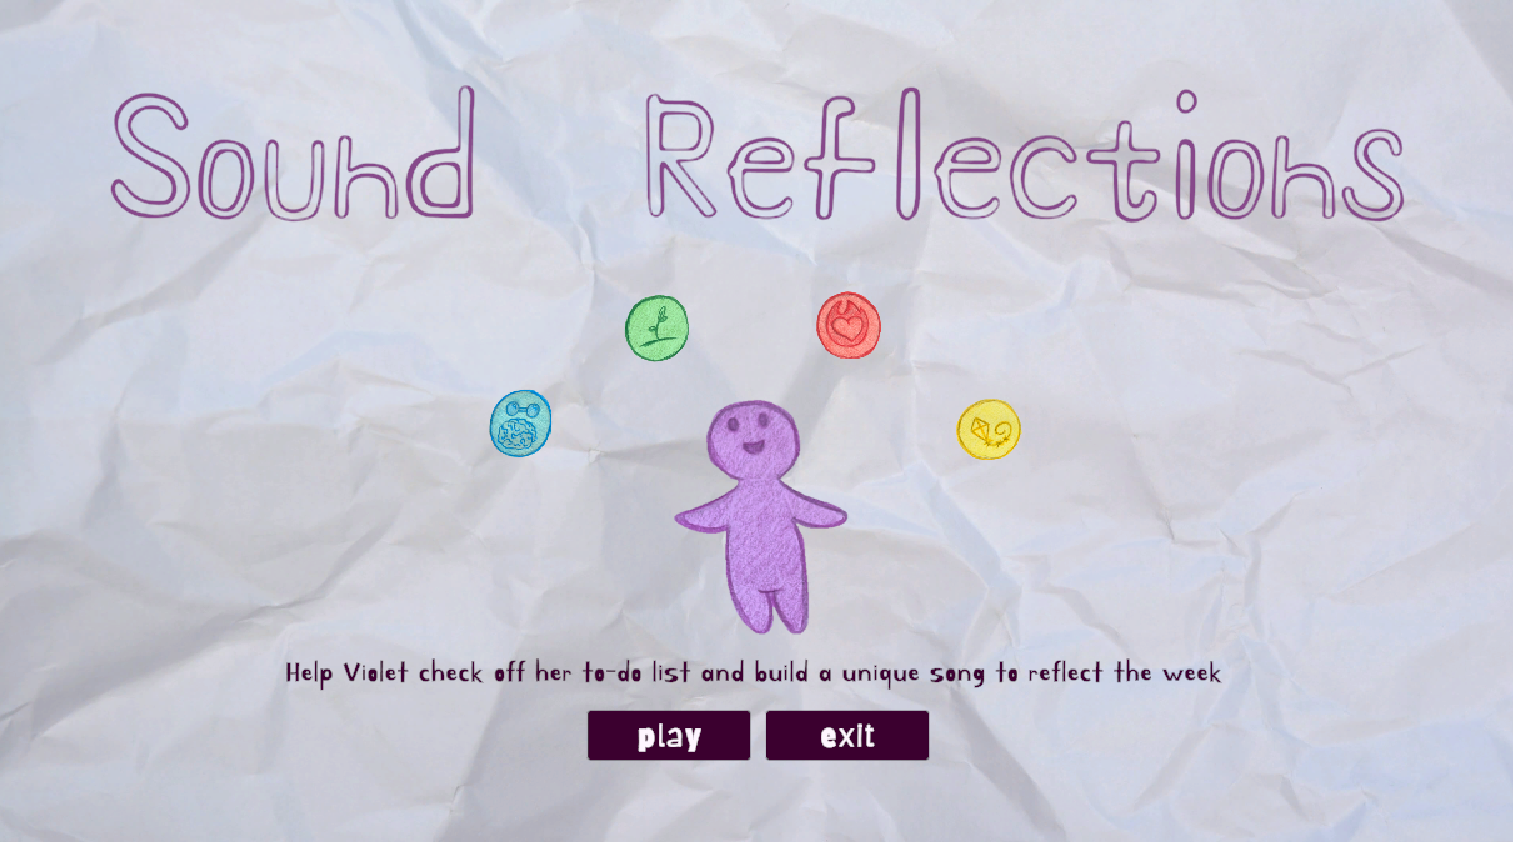 Sound Reflections
Help Violet check off her to-do list and build a unique song to reflect the week
play exit